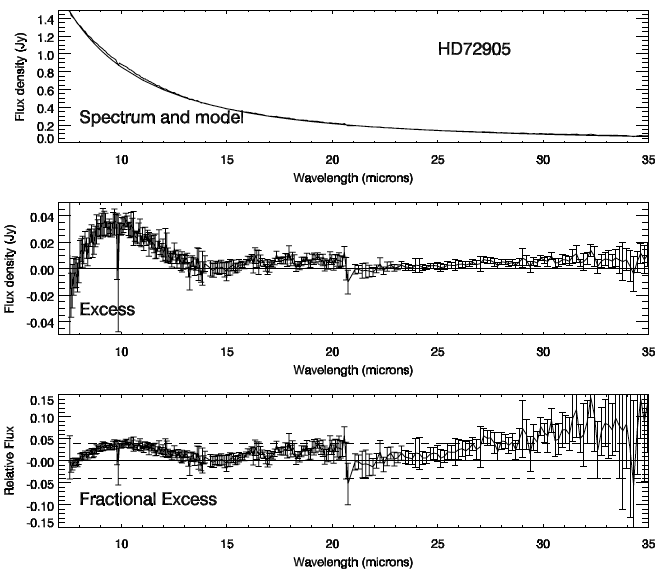 1.4
1.2
1.0
0.8
0.6
0.4
0.2
0.0
Flux density (Jy)
HD72905
Spectrum and model
10 15 20 25 30 35
Wavelength (microns)
0.04
0.02
0.00
-0.02
-0.04
Flux density (Jy)
Excess
10 15 20 25 30 35
Wavelength (microns)
0.15
0.10
0.05
-0.00
-0.05
-0.10
-0.15
Relative Flux
Fractional Excess
10 15 20 25 30 35
Wavelength (microns)